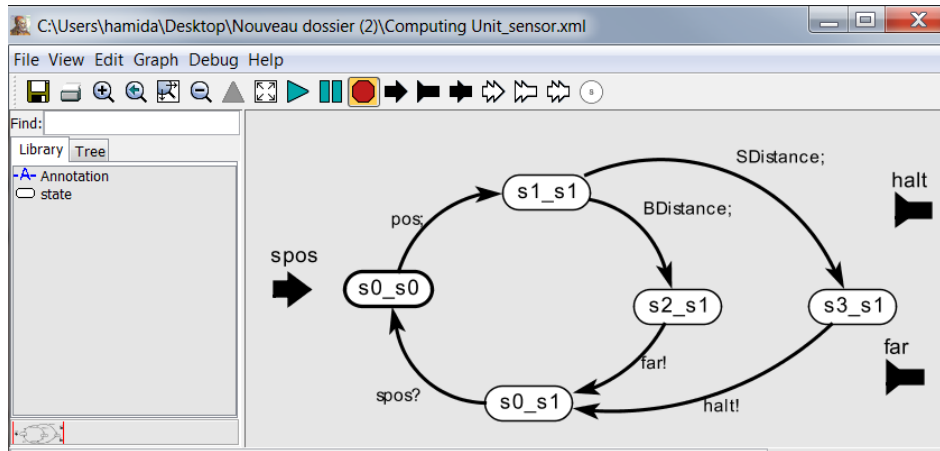 C:\Users\hamida\Desktop\Nouveau dossier (2)\Computing Unit_sensor.xml
File View Edit Graph Debug Help
Find:
Library Tree
Annotation
state
SDistance;
halt
s1_s1
BDistance;
pos;
spos
s0_s0
s2_s1
s3_s1
far
far!
spos?
s0_s1
halt!